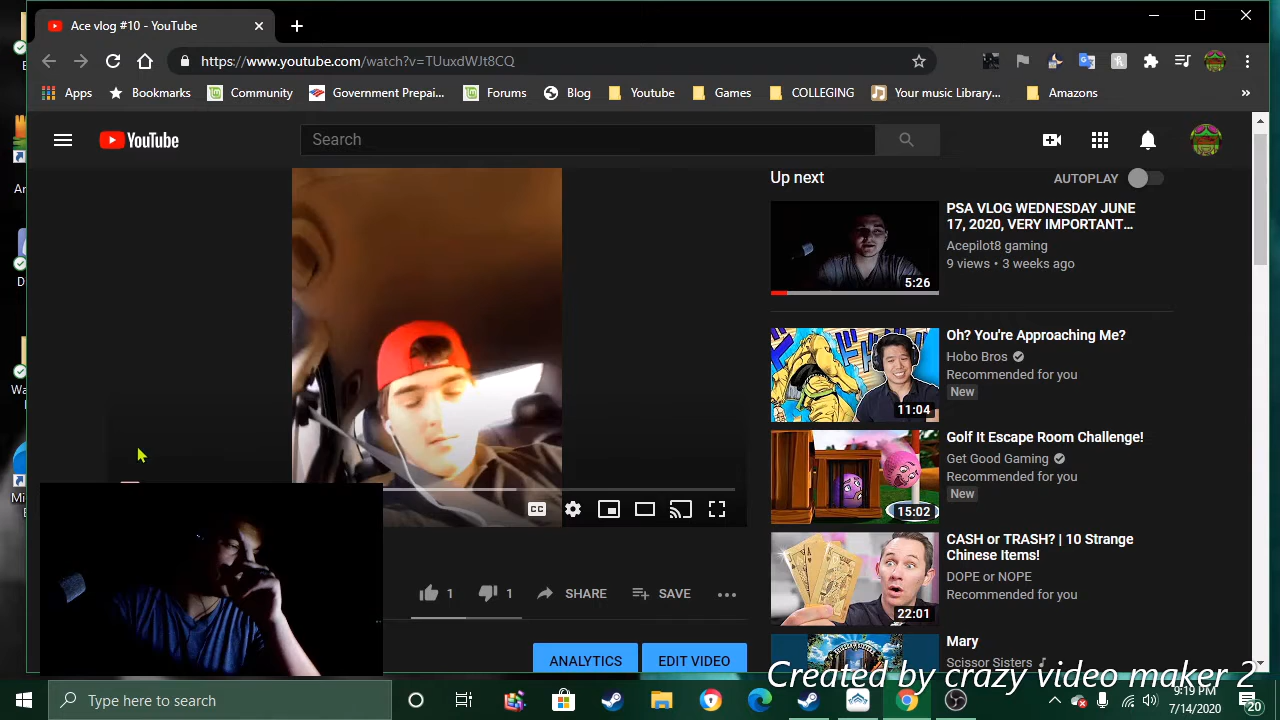 Ace vlog #10 - YouTube
https://www.youtube.com/watch?v=TUuxdWJt8CQ
Apps
Bookmarks
Community
Government Prepai...
Forums
Blog
Youtube
Games
COLLEGING
Your music Library...
Amazons
»
YouTube
Search
Up next
AUTOPLAY
PSA VLOG WEDNESDAY JUNE
17, 2020, VERY IMPORTANT...
Acepilot8 gaming
9 views • 3 weeks ago
5:26
Oh? You're Approaching Me?
Hobo Bros
Recommended for you
New
11:04
Golf It Escape Room Challenge!
Get Good Gaming
Recommended for you
New
15:02
CASH or TRASH? | 10 Strange
Chinese Items!
DOPE or NOPE
Recommended for you
22:01
Mary
Scissor Sisters
CC
1
1
SHARE
SAVE
ANALYTICS
EDIT VIDEO
Created by crazy video maker 2
Type here to search
9:19 PM
7/14/2020
20